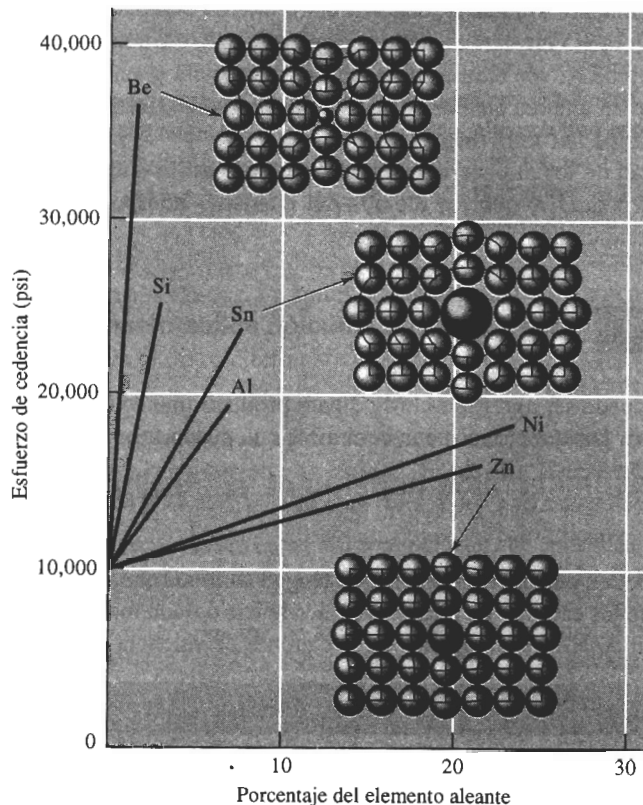 40,000
Be
30,000
Si
Sn
Al
20,000
Ni
Zn
10,000
0
10
20
30
Esfuerzo de cedencia (psi)
Porcentaje del elemento aleante